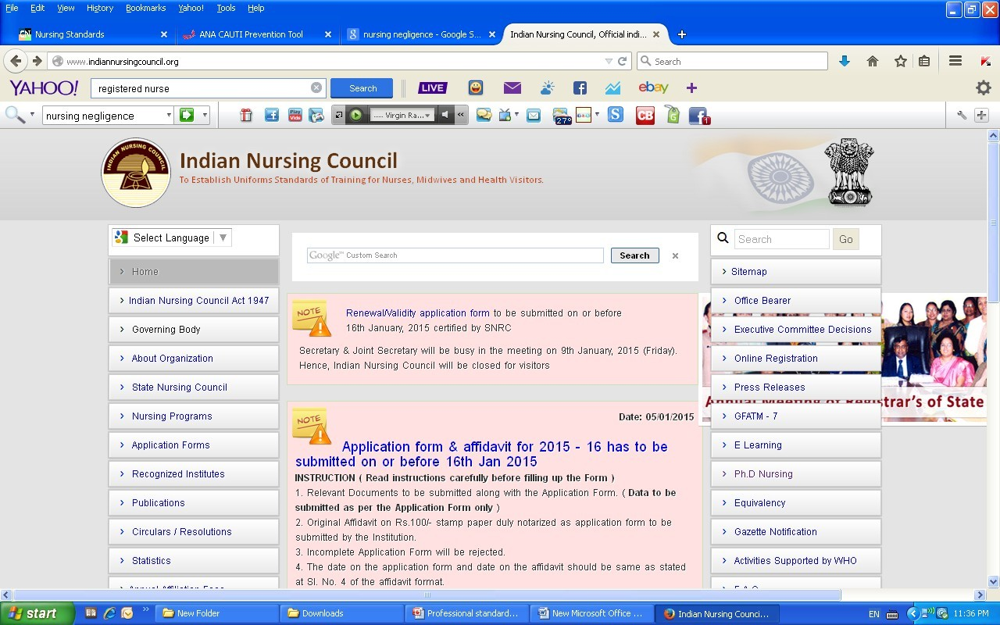 File Edit View History Bookmarks Yahoo! Tools Help
Nursing Standards
ANA CAUTI Prevention Tool
nursing negligence - Google S...
Indian Nursing Council, Official indi...
www.indiannursingcouncil.org
Search
YAHOO!
registered nurse
Search
LIVE
ebay
nursing negligence
Play Vids
..... Virgin Ra...
27°
S
CB
1
INDIAN NURSING COUNCIL
Indian Nursing Council
To Establish Uniforms Standards of Training for Nurses, Midwives and Health Visitors.
Select Language
Home
Indian Nursing Council Act 1947
Governing Body
About Organization
State Nursing Council
Nursing Programs
Application Forms
Recognized Institutes
Publications
Circulars / Resolutions
Statistics
Annual Affiliation Fees
Google™ Custom Search
Search
NOTE
Renewal/Validity application form to be submitted on or before
16th January, 2015 certified by SNRC
Secretary & Joint Secretary will be busy in the meeting on 9th January, 2015 (Friday).
Hence, Indian Nursing Council will be closed for visitors
NOTE
Date: 05/01/2015
Application form & affidavit for 2015 - 16 has to be
submitted on or before 16th Jan 2015
INSTRUCTION ( Read instructions carefully before filling up the Form )
1. Relevant Documents to be submitted along with the Application Form. ( Data to be
submitted as per the Application Form only )
2. Original Affidavit on Rs.100/- stamp paper duly notarized as application form to be
submitted by the Institution.
3. Incomplete Application Form will be rejected.
4. The date on the application form and date on the affidavit should be same as stated
at Sl. No. 4 of the affidavit format.
Search
Go
Sitemap
Office Bearer
Executive Committee Decisions
Online Registration
Press Releases
Annual Meeting of Registrar's of State
GFATM - 7
E Learning
Ph.D Nursing
Equivalency
Gazette Notification
Activities Supported by WHO
F A Q
start
New Folder
Downloads
Professional standard...
New Microsoft Office ...
Indian Nursing Counci...
EN
11:36 PM